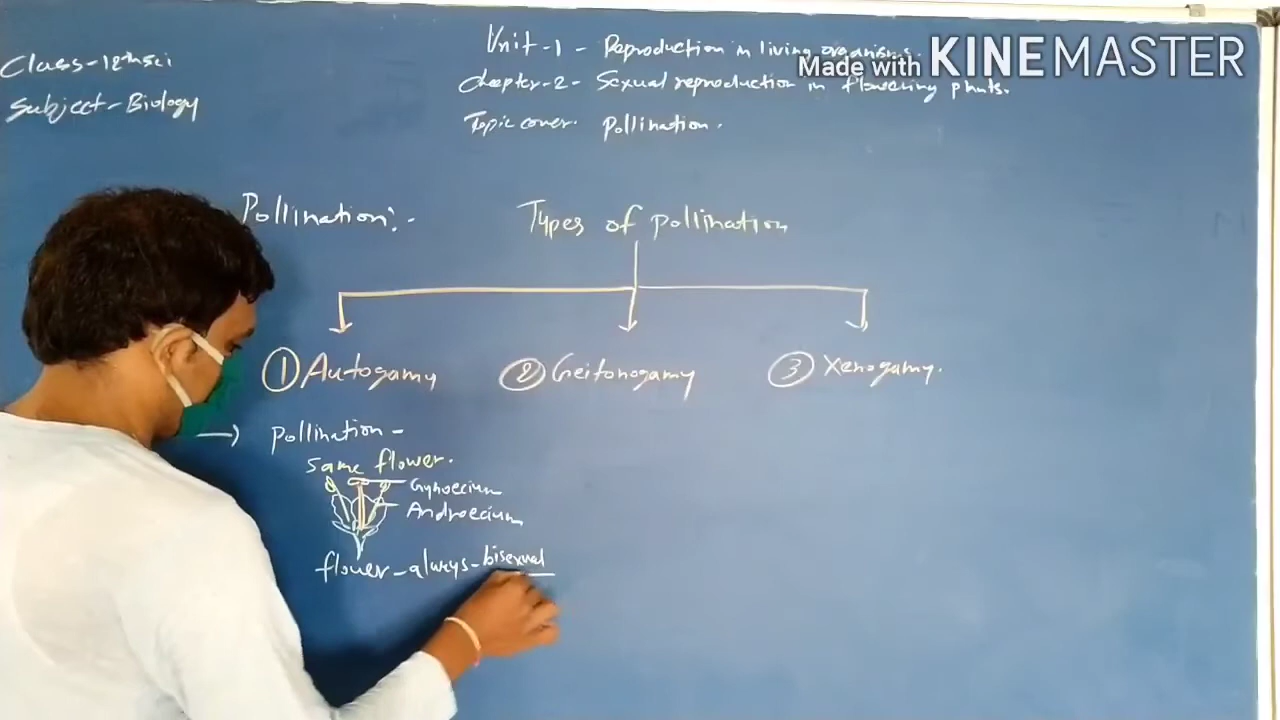 Class-12th sci
Subject-Biology
Unit-1 - Reproduction in living organisms.
Chapter-2- Sexual reproduction in flowering plants.
Topic cover. Pollination.
Made with KINEMASTER
Pollination:-
Types of pollination
① Autogamy
② Geitonogamy
③ Xenogamy.
→ pollination -
same flower.
Gynoecium
Androecium
flower-always-bisexual